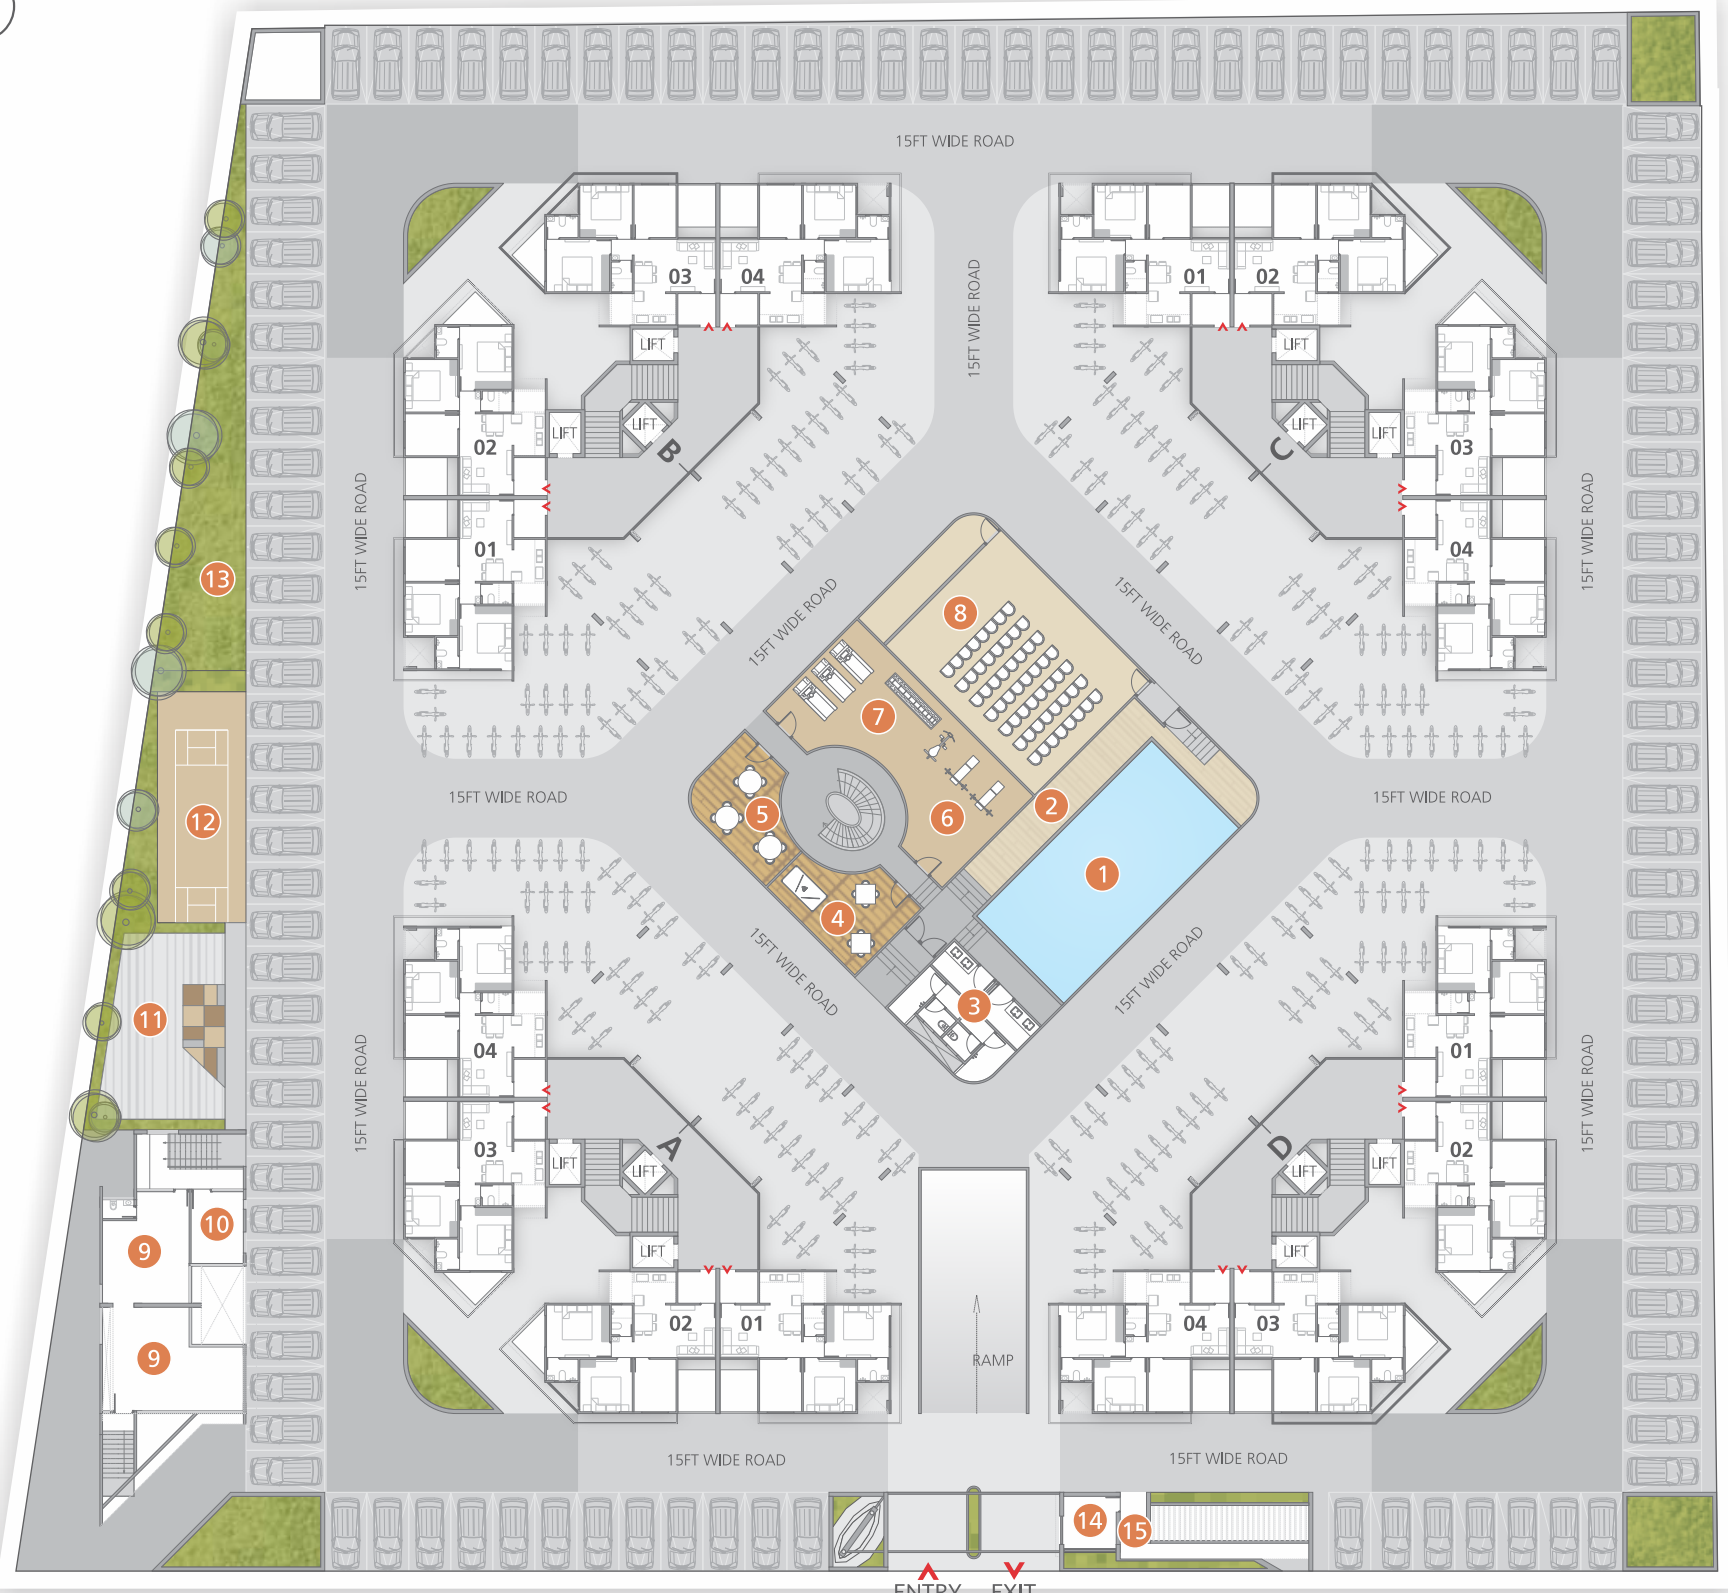 15FT WIDE ROAD
03 04
01 02
LIFT
LIFT
15FT WIDE ROAD
02
LIFT
LIFT
B
C
LIFT
LIFT
03
15FT WIDE ROAD
15FT WIDE ROAD
01
04
13
15FT WIDE ROAD
15FT WIDE ROAD
8
7
15FT WIDE ROAD
15FT WIDE ROAD
12
5
6
2
1
4
15FT WIDE ROAD
15FT WIDE ROAD
3
11
15FT WIDE ROAD
15FT WIDE ROAD
04
01
03
LIFT
LIFT
A
D
LIFT
LIFT
02
10
9
LIFT
LIFT
02 01
04 03
9
RAMP
15FT WIDE ROAD
15FT WIDE ROAD
14
15
ENTRY EXIT